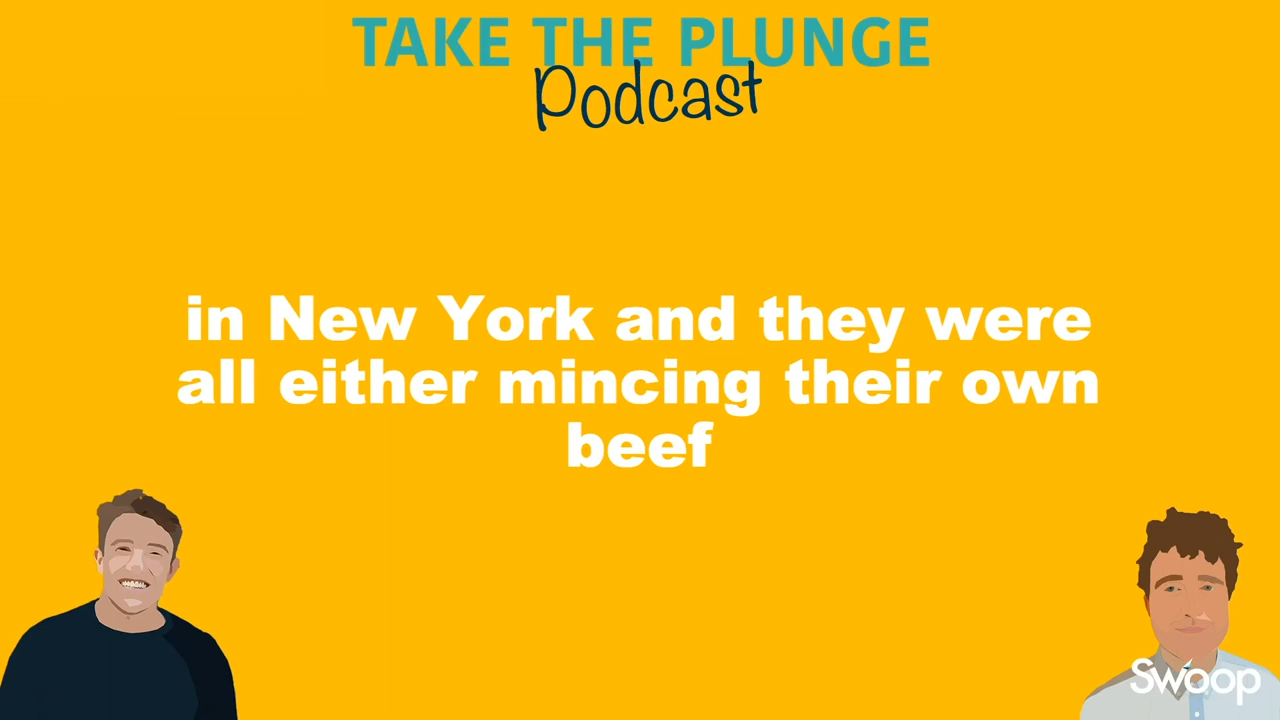 TAKE THE PLUNGE
Podcast
in New York and they were
all either mincing their own
beef
Swoop